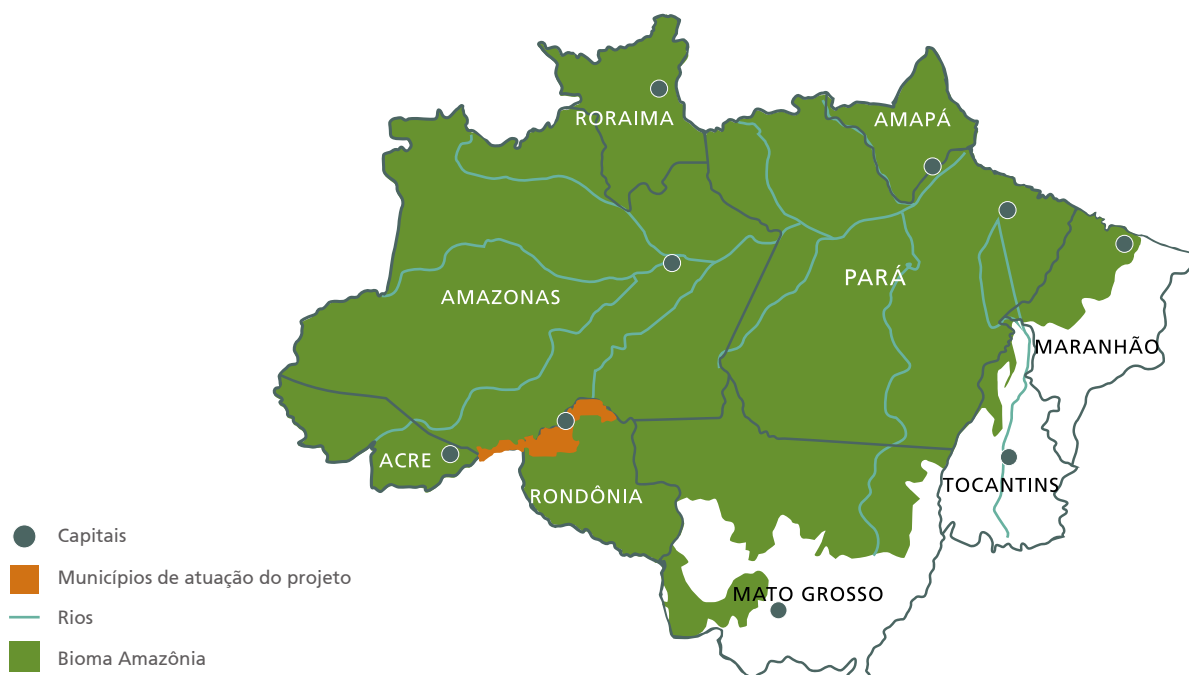 RORAIMA
AMAPÁ
AMAZONAS
PARÁ
MARANHÃO
ACRE
RONDÔNIA
TOCANTINS
MATO GROSSO
Capitais
Municípios de atuação do projeto
Rios
Bioma Amazônia